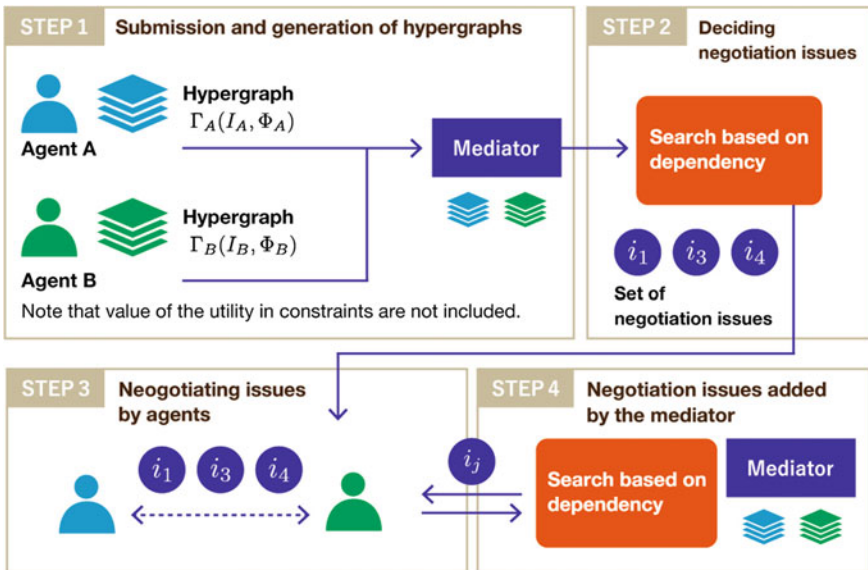 STEP 1
Submission and generation of hypergraphs
Hypergraph
Γ_A(I_A, Φ_A)
Agent A
Hypergraph
Γ_B(I_B, Φ_B)
Agent B
Note that value of the utility in constraints are not included.
Mediator
STEP 2
Deciding
negotiation issues
Search based on
dependency
i_1 i_3 i_4
Set of
negotiation issues
STEP 3
Neogotiating issues
by agents
i_1 i_3 i_4
i_j
STEP 4
Negotiation issues added
by the mediator
Search based on
dependency
Mediator